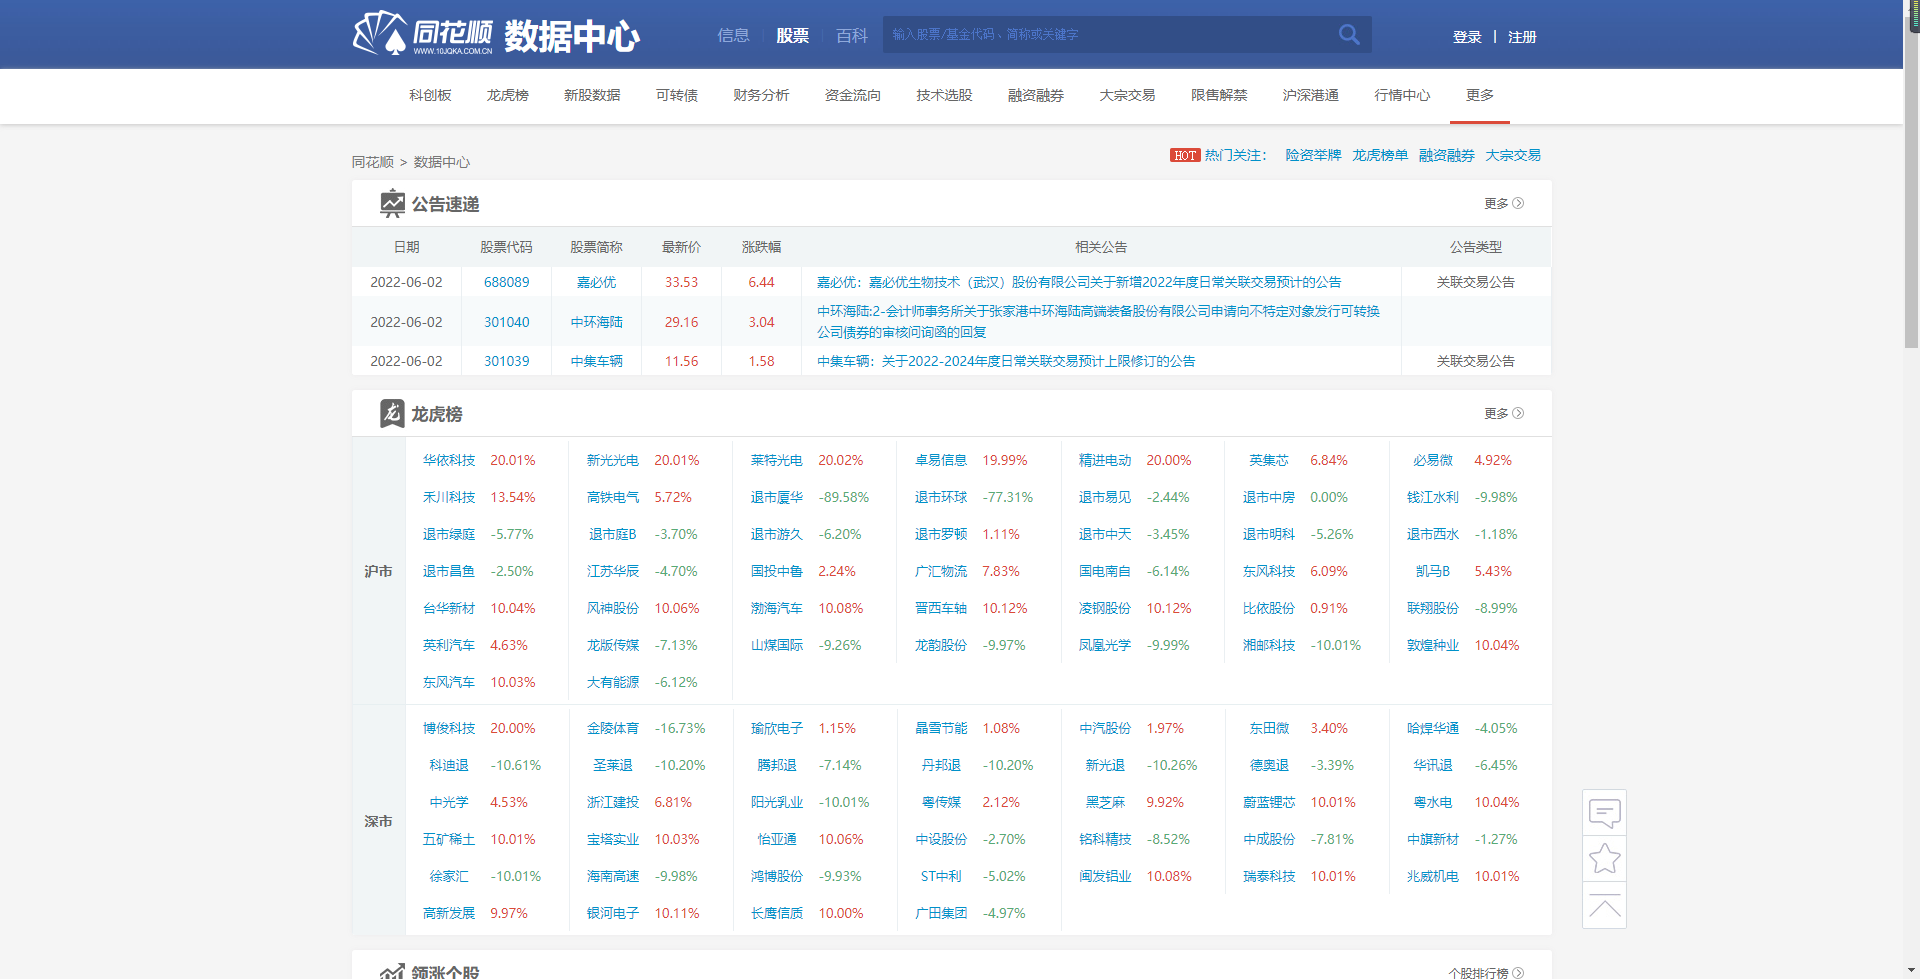 同花顺 数据中心 信息 股票 百科 输入股票/基金代码、简称或关键字 登录 | 注册
WWW.10JQKA.COM.CN
科创板 龙虎榜 新股数据 可转债 财务分析 资金流向 技术选股 融资融券 大宗交易 限售解禁 沪深港通 行情中心 更多
同花顺 > 数据中心
HOT 热门关注： 险资举牌 龙虎榜单 融资融券 大宗交易
公告速递 更多
日期 股票代码 股票简称 最新价 涨跌幅 相关公告 公告类型
2022-06-02 688089 嘉必优 33.53 6.44 嘉必优：嘉必优生物技术（武汉）股份有限公司关于新增2022年度日常关联交易预计的公告 关联交易公告
2022-06-02 301040 中环海陆 29.16 3.04 中环海陆:2-会计师事务所关于张家港中环海陆高端装备股份有限公司申请向不特定对象发行可转换
公司债券的审核问询函的回复
2022-06-02 301039 中集车辆 11.56 1.58 中集车辆：关于2022-2024年度日常关联交易预计上限修订的公告 关联交易公告
龙 龙虎榜 更多
沪市
华依科技 20.01% 新光光电 20.01% 莱特光电 20.02% 卓易信息 19.99% 精进电动 20.00% 英集芯 6.84% 必易微 4.92%
禾川科技 13.54% 高铁电气 5.72% 退市厦华 -89.58% 退市环球 -77.31% 退市易见 -2.44% 退市中房 0.00% 钱江水利 -9.98%
退市绿庭 -5.77% 退市庭B -3.70% 退市游久 -6.20% 退市罗顿 1.11% 退市中天 -3.45% 退市明科 -5.26% 退市西水 -1.18%
退市昌鱼 -2.50% 江苏华辰 -4.70% 国投中鲁 2.24% 广汇物流 7.83% 国电南自 -6.14% 东风科技 6.09% 凯马B 5.43%
台华新材 10.04% 风神股份 10.06% 渤海汽车 10.08% 晋西车轴 10.12% 凌钢股份 10.12% 比依股份 0.91% 联翔股份 -8.99%
英利汽车 4.63% 龙版传媒 -7.13% 山煤国际 -9.26% 龙韵股份 -9.97% 凤凰光学 -9.99% 湘邮科技 -10.01% 敦煌种业 10.04%
东风汽车 10.03% 大有能源 -6.12%
深市
博俊科技 20.00% 金陵体育 -16.73% 瑜欣电子 1.15% 晶雪节能 1.08% 中汽股份 1.97% 东田微 3.40% 哈焊华通 -4.05%
科迪退 -10.61% 圣莱退 -10.20% 腾邦退 -7.14% 丹邦退 -10.20% 新光退 -10.26% 德奥退 -3.39% 华讯退 -6.45%
中光学 4.53% 浙江建投 6.81% 阳光乳业 -10.01% 粤传媒 2.12% 黑芝麻 9.92% 蔚蓝锂芯 10.01% 粤水电 10.04%
五矿稀土 10.01% 宝塔实业 10.03% 怡亚通 10.06% 中设股份 -2.70% 铭科精技 -8.52% 中成股份 -7.81% 中旗新材 -1.27%
徐家汇 -10.01% 海南高速 -9.98% 鸿博股份 -9.93% ST中利 -5.02% 闽发铝业 10.08% 瑞泰科技 10.01% 兆威机电 10.01%
高新发展 9.97% 银河电子 10.11% 长鹰信质 10.00% 广田集团 -4.97%
领涨个股 个股排行榜